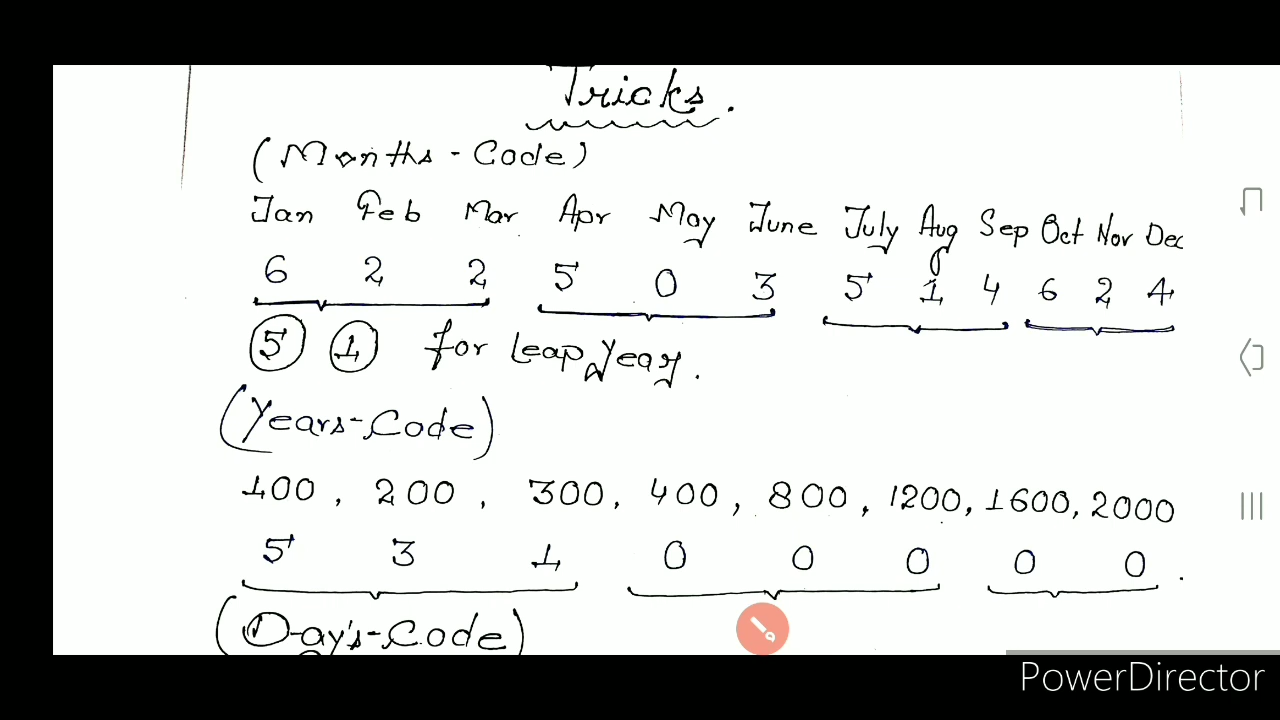 Tricks.
(Months-Code)
Jan Feb Mar Apr May June July Aug Sep Oct Nov Dec
6 2 2 5 0 3 5 1 4 6 2 4
5 1 for Leap year.
(Years-Code)
100, 200, 300, 400, 800, 1200, 1600, 2000
5 3 1 0 0 0 0 0.
(Day's-Code)
PowerDirector